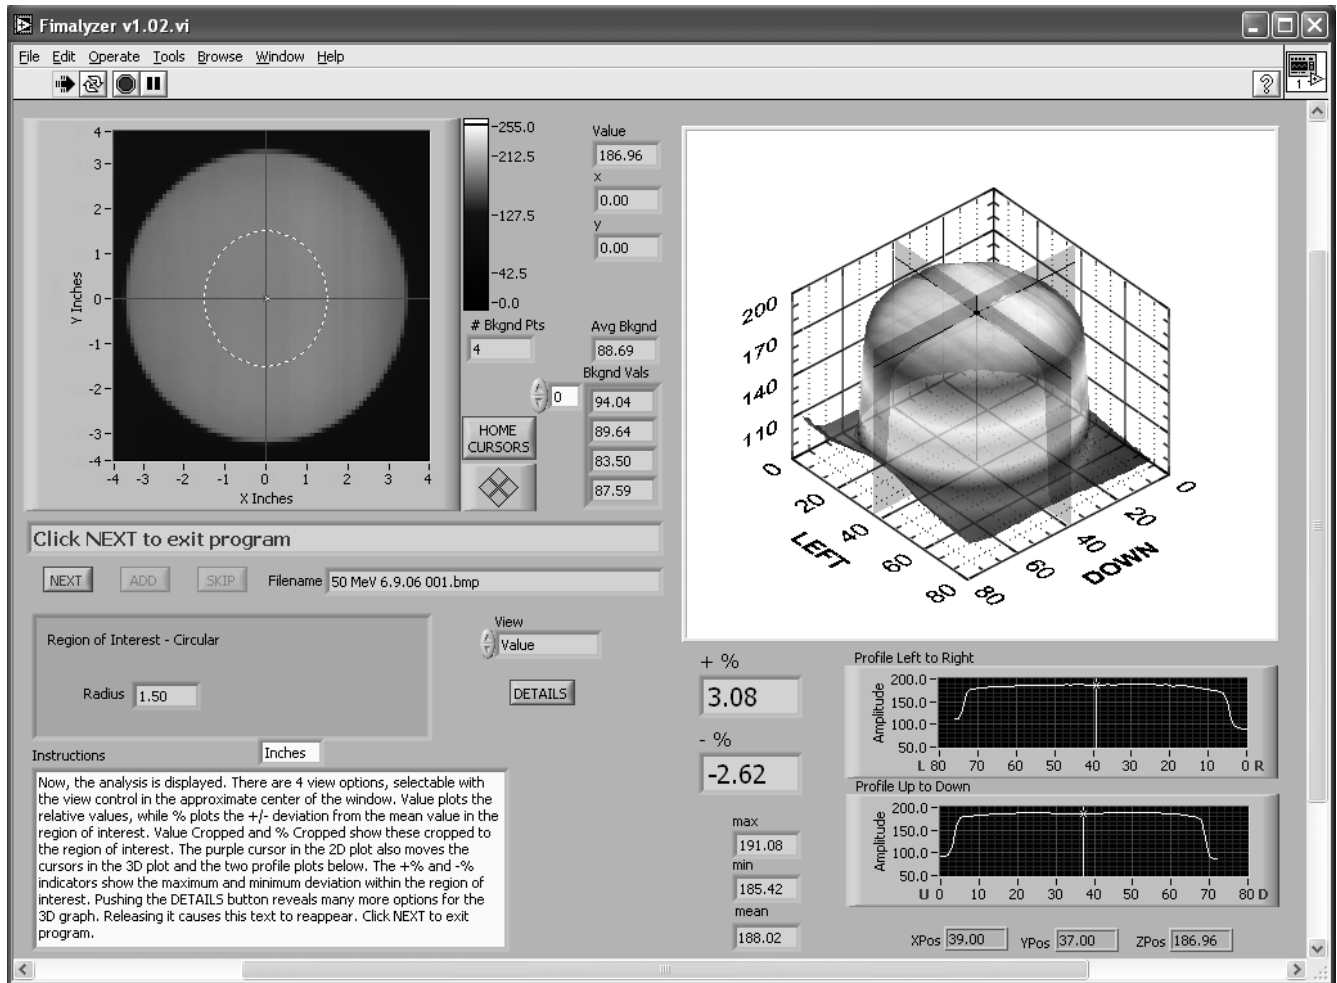 Fimalyzer v1.02.vi
File Edit Operate Tools Browse Window Help
1
4
3
2
1
0
-1
-2
-3
-4
Y Inches
-4 -3 -2 -1 0 1 2 3 4
X Inches
-255.0
-212.5
-127.5
-42.5
-0.0
Value
186.96
x
0.00
y
0.00
# Bkgnd Pts
4
Avg Bkgnd
88.69
Bkgnd Vals
0
94.04
89.64
83.50
87.59
HOME
CURSORS
200
170
140
110
0
20
40
60
80
LEFT
0
20
40
60
80
DOWN
Click NEXT to exit program
NEXT ADD SKIP Filename 50 MeV 6.9.06 001.bmp
Region of Interest - Circular
Radius 1.50
View
Value
DETAILS
Inches
Instructions
Now, the analysis is displayed. There are 4 view options, selectable with
the view control in the approximate center of the window. Value plots the
relative values, while % plots the +/- deviation from the mean value in the
region of interest. Value Cropped and % Cropped show these cropped to
the region of interest. The purple cursor in the 2D plot also moves the
cursors in the 3D plot and the two profile plots below. The +% and -%
indicators show the maximum and minimum deviation within the region of
interest. Pushing the DETAILS button reveals many more options for the
3D graph. Releasing it causes this text to reappear. Click NEXT to exit
program.
+ %
3.08
- %
-2.62
max
191.08
min
185.42
mean
188.02
Profile Left to Right
Amplitude
200.0
150.0
100.0
50.0
L 80 70 60 50 40 30 20 10 0 R
Profile Up to Down
Amplitude
200.0
150.0
100.0
50.0
U 0 10 20 30 40 50 60 70 80 D
XPos 39.00 YPos 37.00 ZPos 186.96